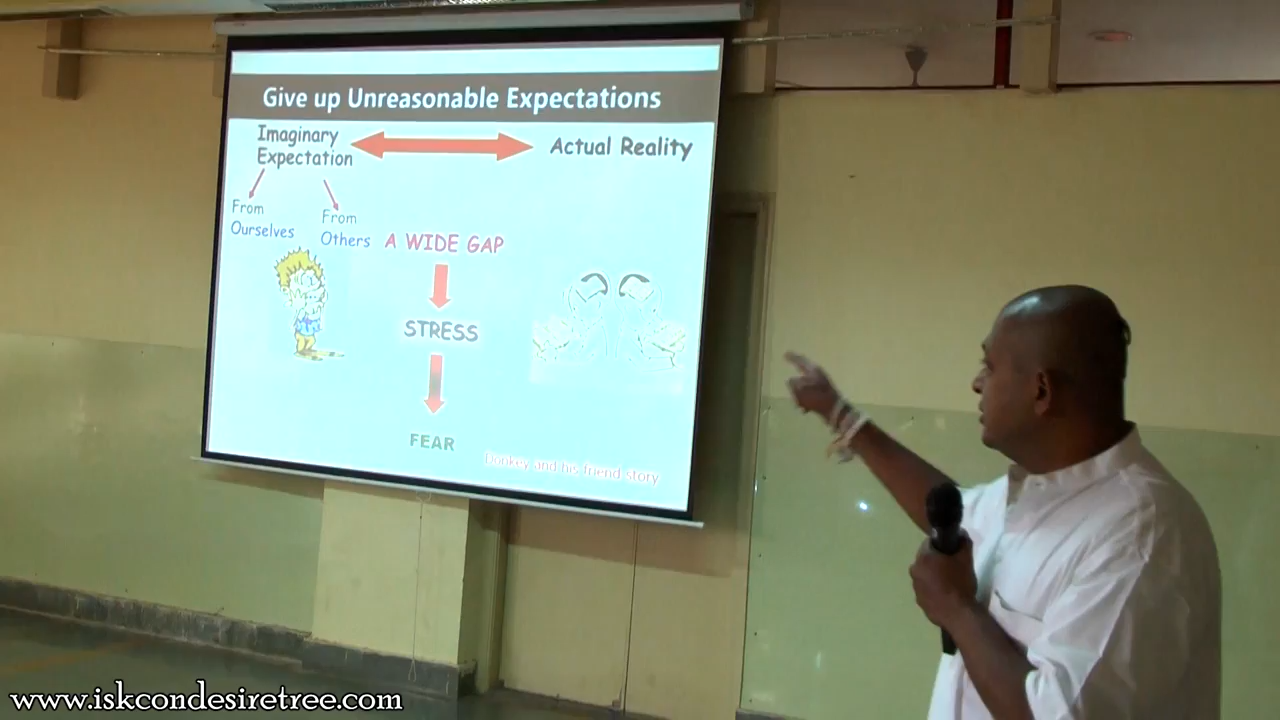 Give up Unreasonable Expectations
Imaginary
Expectation
Actual Reality
From
Ourselves
From
Others
A WIDE GAP
STRESS
FEAR
Donkey and he friend story
www.iskcondesiretree.com